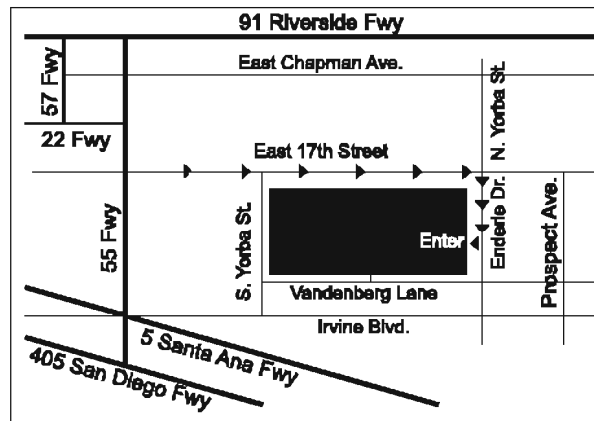 91 Riverside Fwy
East Chapman Ave.
57 Fwy
N. Yorba St.
22 Fwy
East 17th Street
55 Fwy
S. Yorba St.
Enter
Enderle Dr.
Prospect Ave.
Vandenberg Lane
Irvine Blvd.
5 Santa Ana Fwy
405 San Diego Fwy